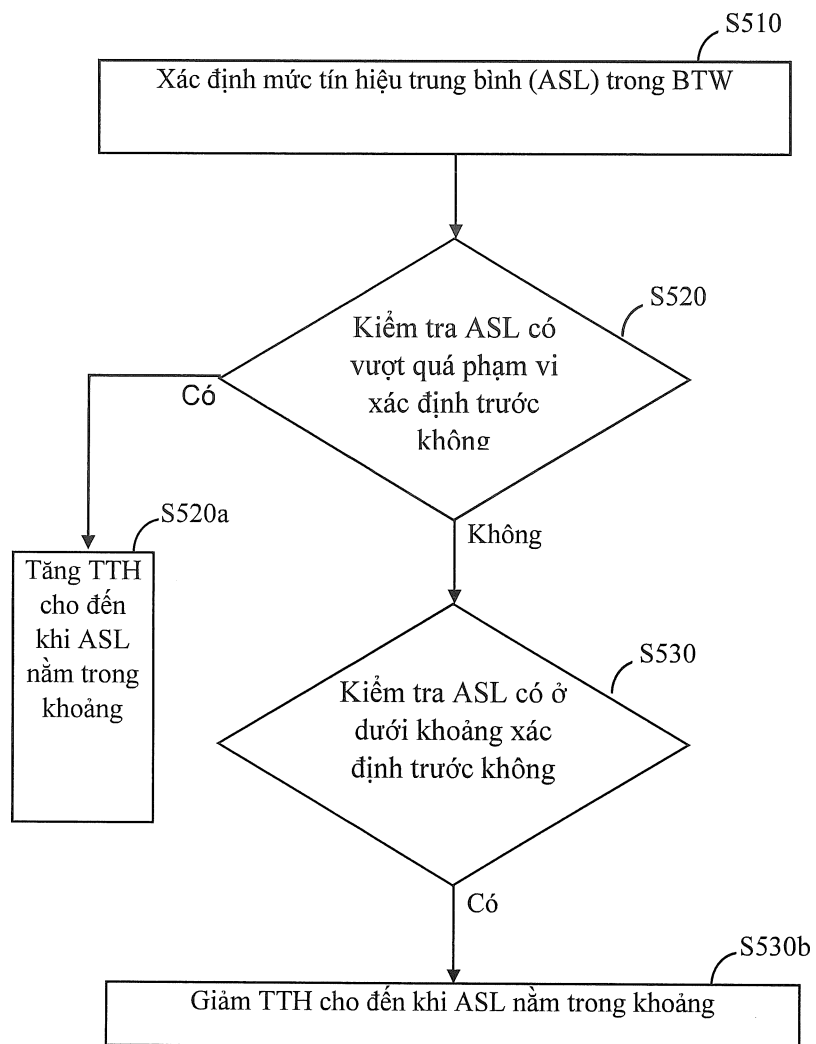 S510
Xác định mức tín hiệu trung bình (ASL) trong BTW
S520
Kiểm tra ASL có
vượt quá phạm vi
xác định trước
không
Có
S520a
Không
Tăng TTH
cho đến
khi ASL
nằm trong
khoảng
S530
Kiểm tra ASL có ở
dưới khoảng xác
định trước không
Có
S530b
Giảm TTH cho đến khi ASL nằm trong khoảng